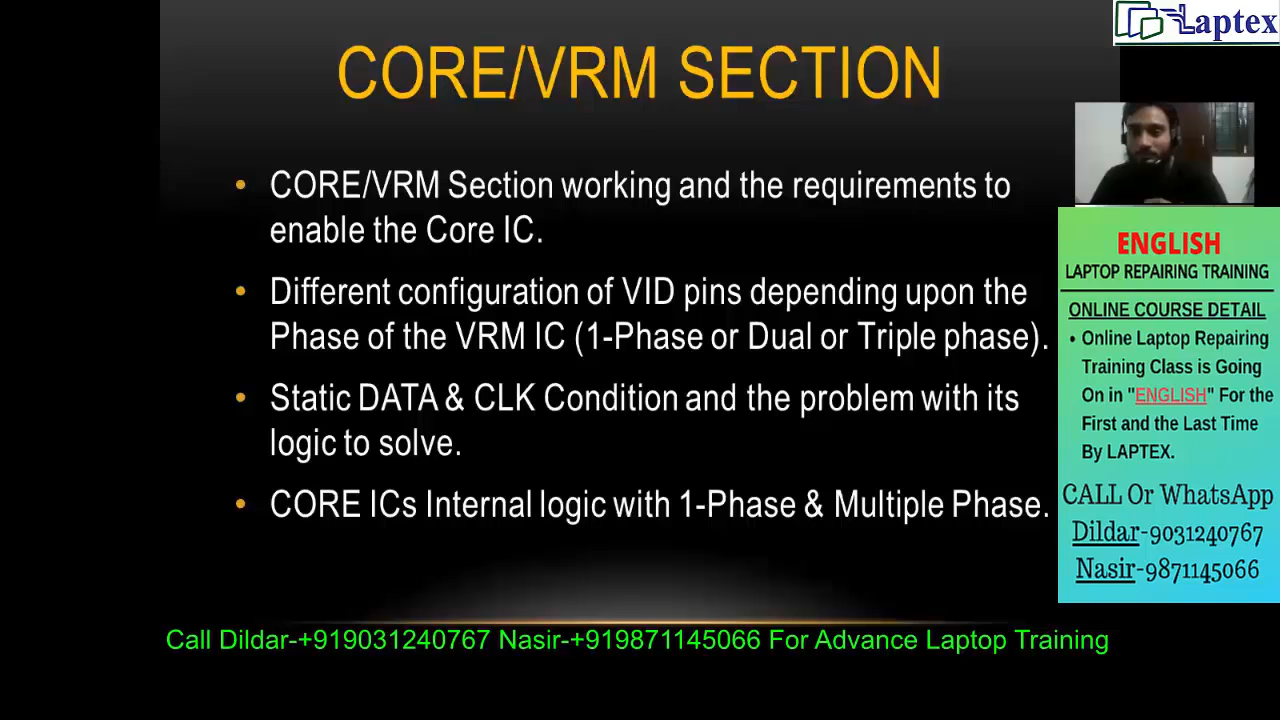 Laptex
CORE/VRM SECTION
• CORE/VRM Section working and the requirements to
enable the Core IC.
• Different configuration of VID pins depending upon the
Phase of the VRM IC (1-Phase or Dual or Triple phase).
• Static DATA & CLK Condition and the problem with its
logic to solve.
• CORE ICs Internal logic with 1-Phase & Multiple Phase.
ENGLISH
LAPTOP REPAIRING TRAINING
ONLINE COURSE DETAIL
• Online Laptop Repairing
Training Class is Going
On in "ENGLISH" For the
First and the Last Time
By LAPTEX.
CALL Or WhatsApp
Dildar-9031240767
Nasir-9871145066
Call Dildar-+919031240767 Nasir-+919871145066 For Advance Laptop Training